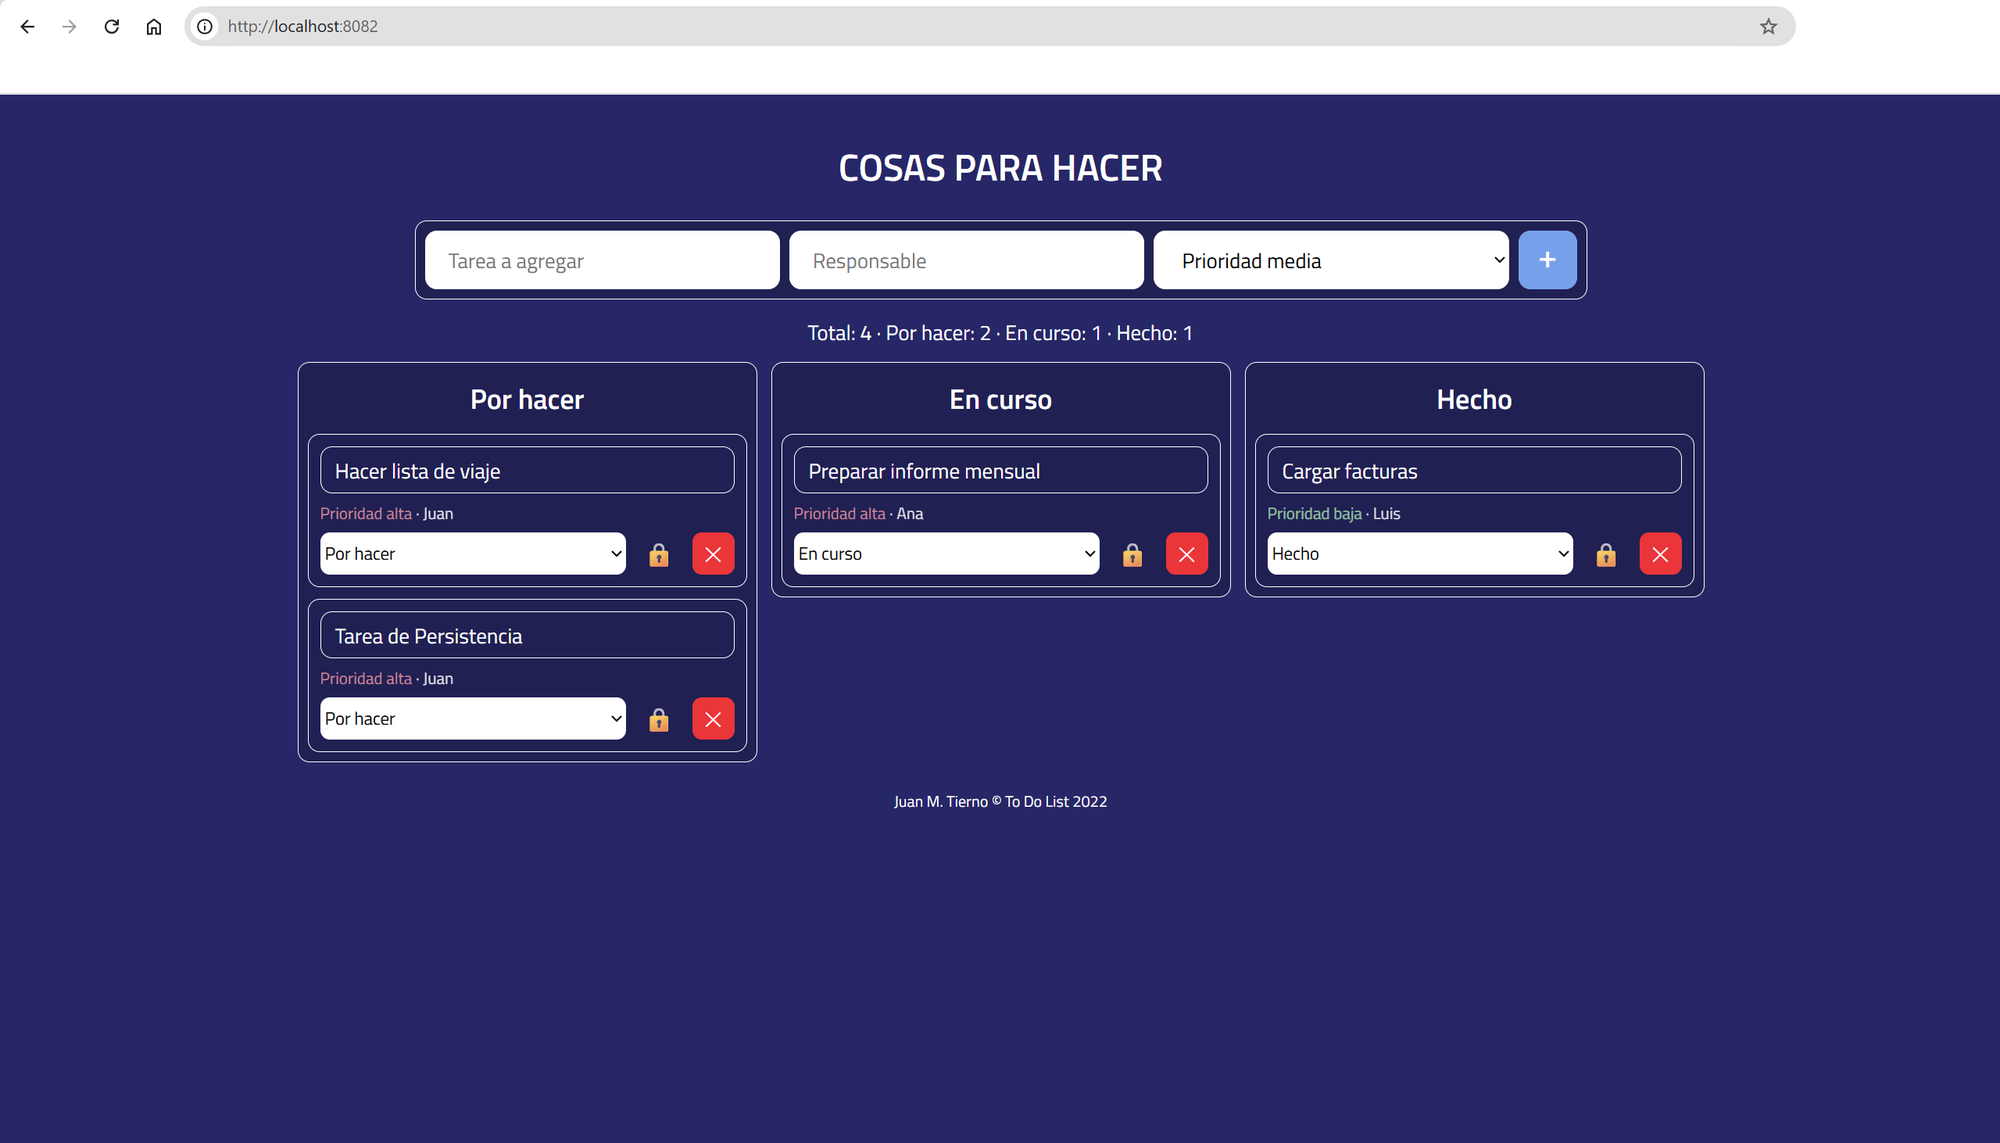 http://localhost:8082
COSAS PARA HACER
Tarea a agregar
Responsable
Prioridad media
+
Total: 4 · Por hacer: 2 · En curso: 1 · Hecho: 1
Por hacer
Hacer lista de viaje
Prioridad alta · Juan
Por hacer
Tarea de Persistencia
Prioridad alta · Juan
Por hacer
En curso
Preparar informe mensual
Prioridad alta · Ana
En curso
Hecho
Cargar facturas
Prioridad baja · Luis
Hecho
Juan M. Tierno © To Do List 2022